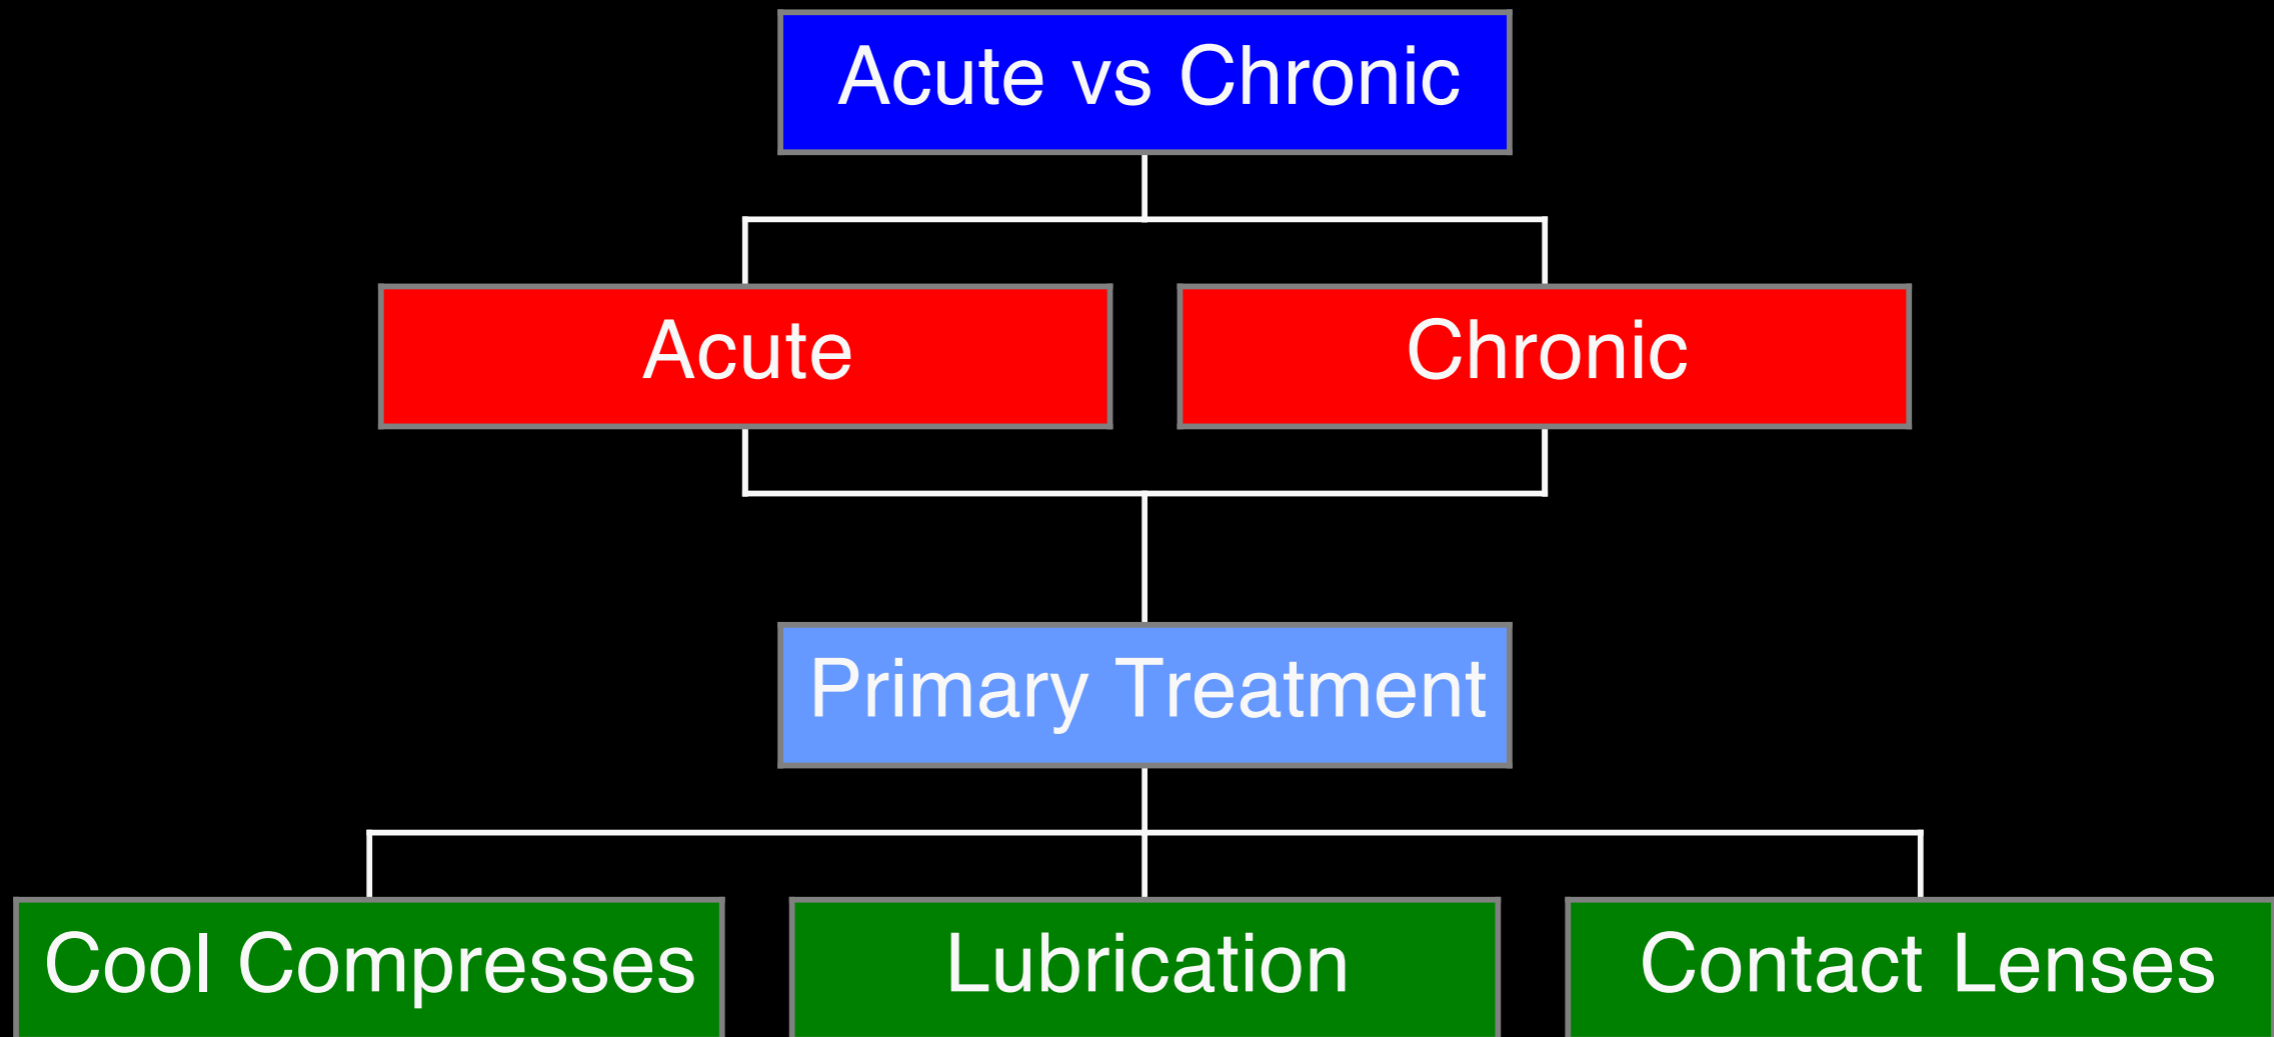 Acute vs Chronic
Acute
Chronic
Primary Treatment
Cool Compresses
Lubrication
Contact Lenses